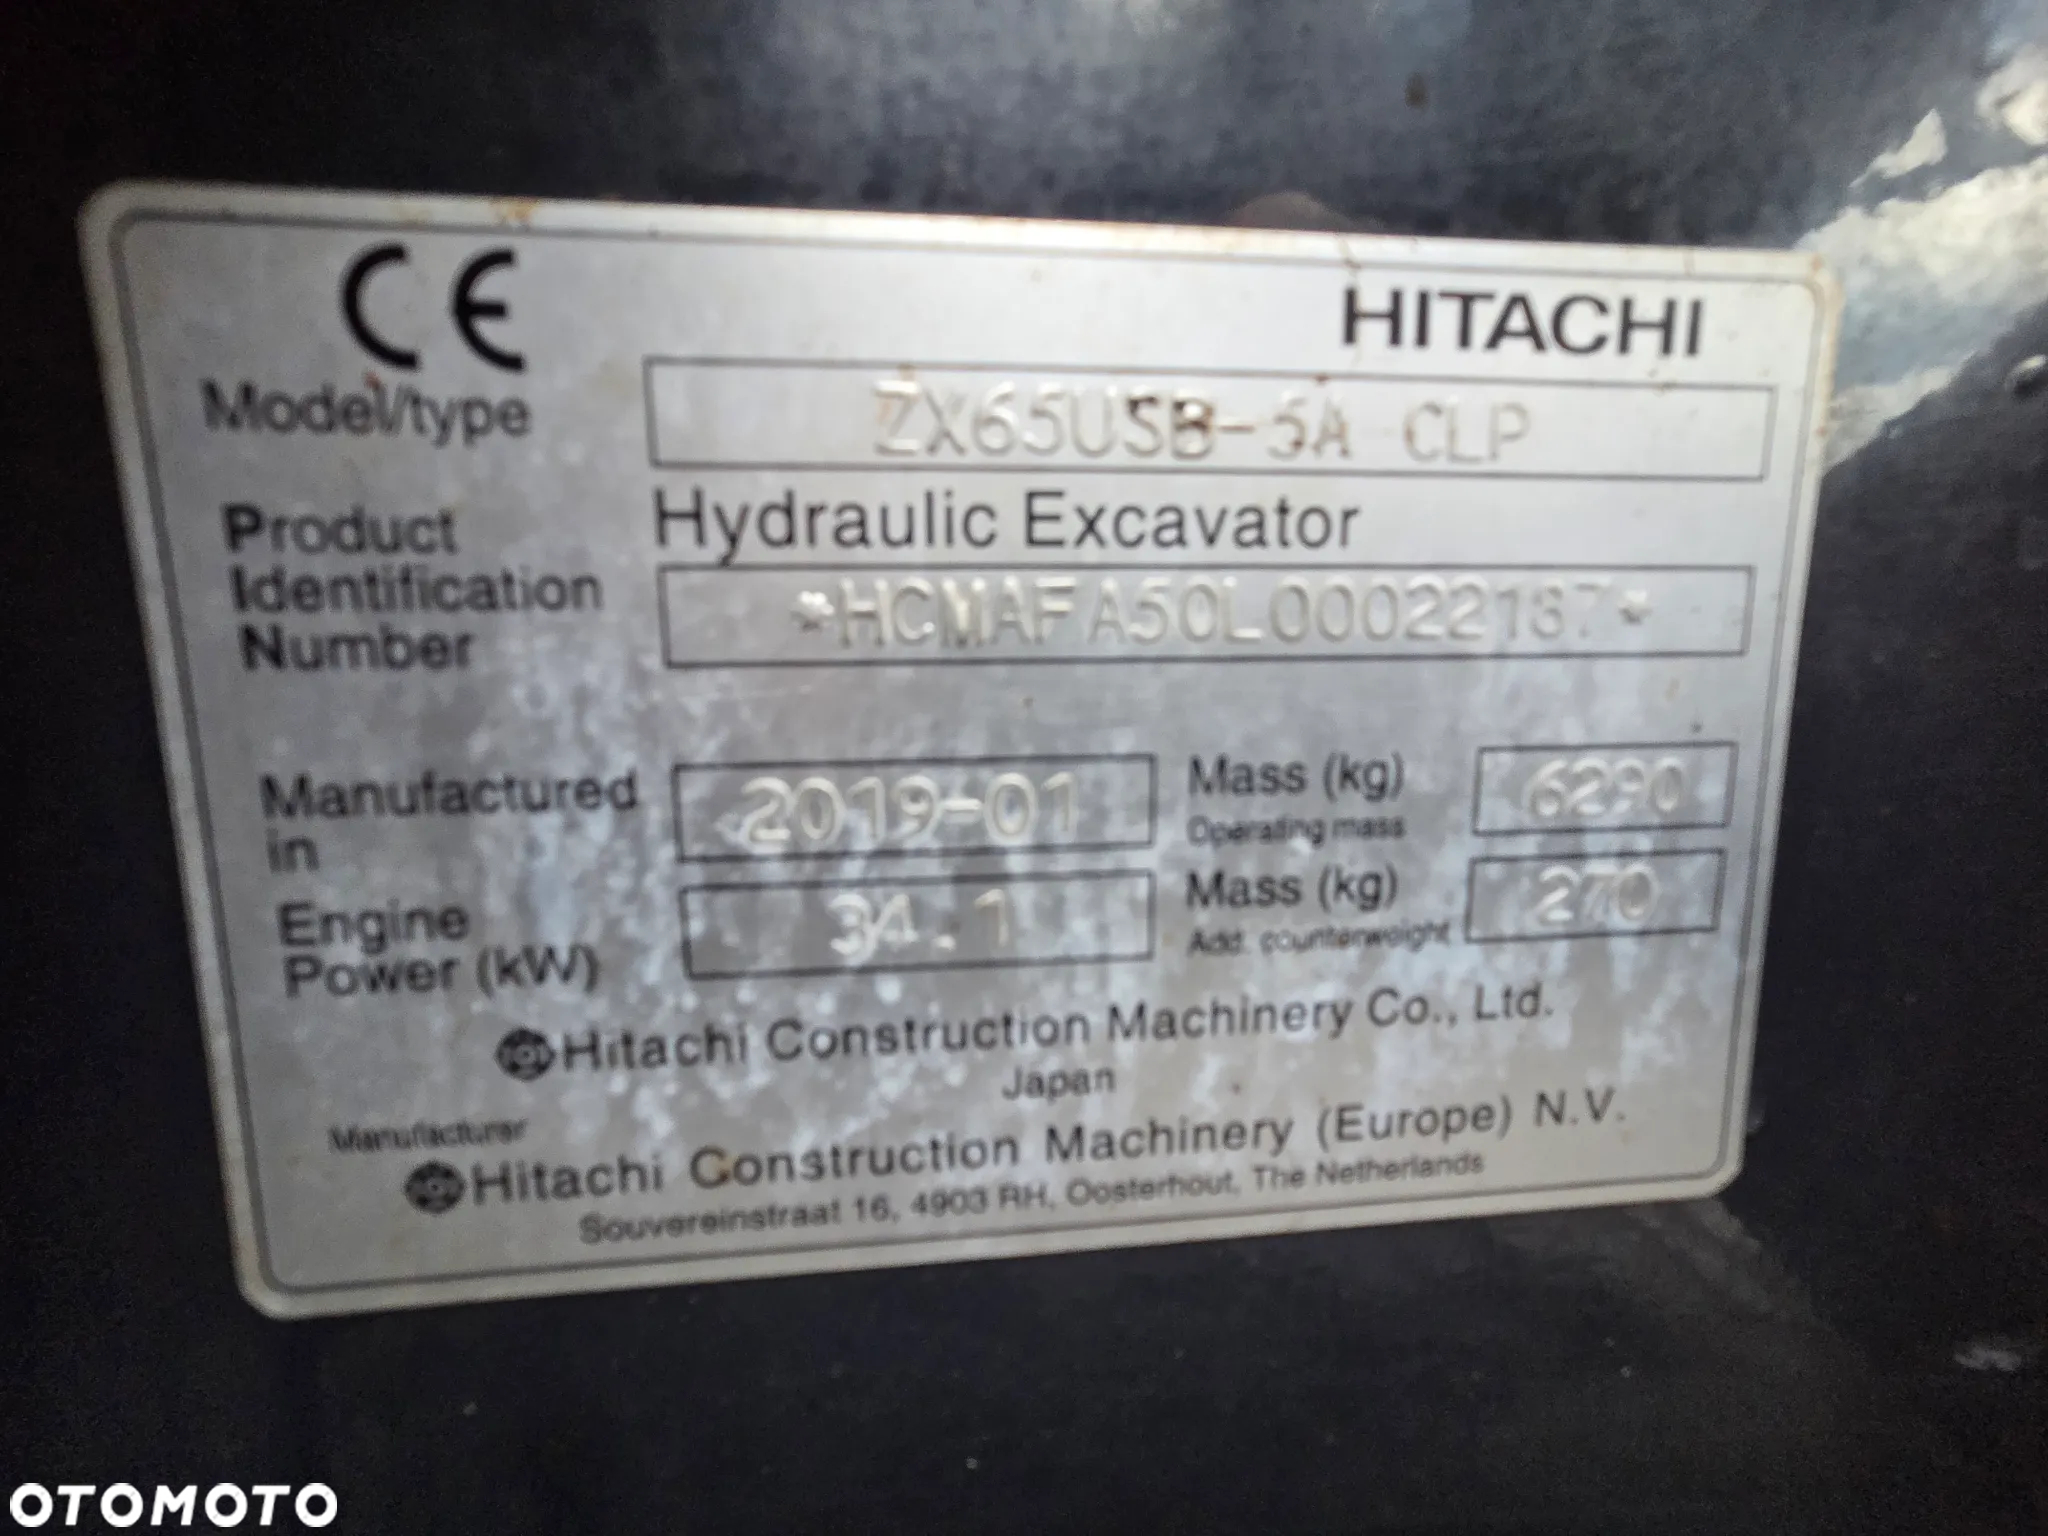 CE
HITACHI
Model/type ZX65USB-5A CLP
Hydraulic Excavator
Product
Identification
Number
*HCMAFA50L00022187*
Manufactured
in
2019-01
Mass (kg) 6290
Operating mass
Engine
Power (kW)
34.1
Mass (kg) 270
Add. counterweight
Hitachi Construction Machinery Co., Ltd.
Japan
Manufacturer
Hitachi Construction Machinery (Europe) N.V.
Souvereinstraat 16, 4903 RH, Oosterhout, The Netherlands
OTOMOTO